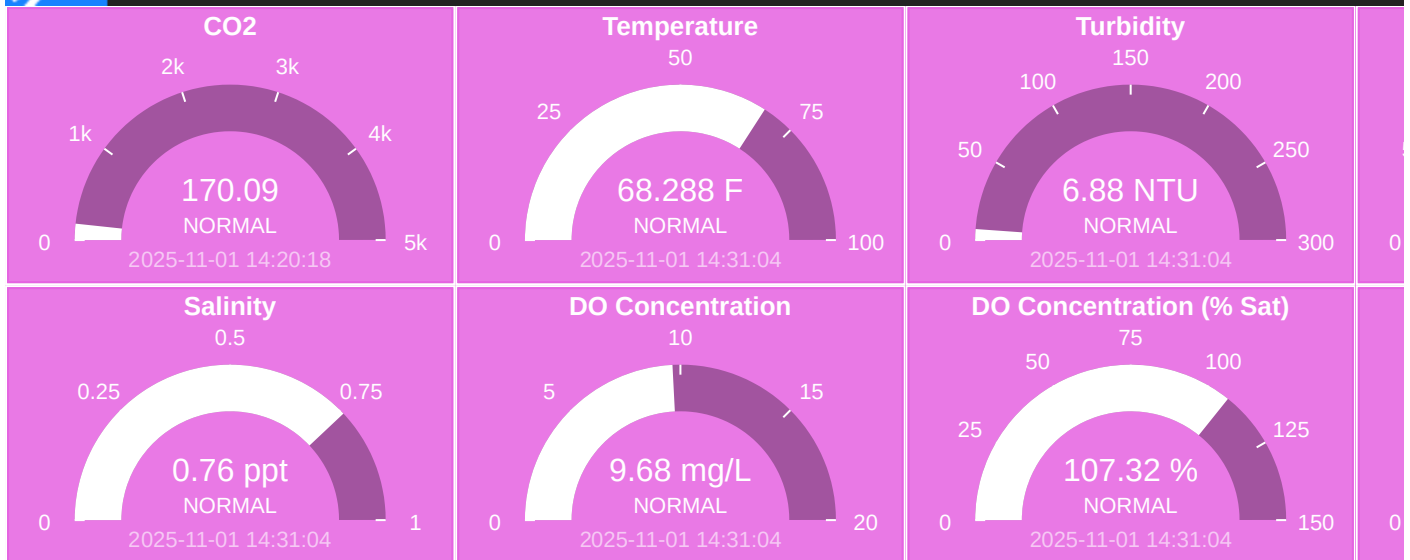 CO2
2k
3k
1k
4k
170.09
NORMAL
0
5k
2025-11-01 14:20:18
Temperature
50
25
75
68.288 F
NORMAL
0
100
2025-11-01 14:31:04
Turbidity
150
100
200
50
250
6.88 NTU
NORMAL
0
300
2025-11-01 14:31:04
0
Salinity
0.5
0.25
0.75
0.76 ppt
NORMAL
0
1
2025-11-01 14:31:04
DO Concentration
10
5
15
9.68 mg/L
NORMAL
0
20
2025-11-01 14:31:04
DO Concentration (% Sat)
75
50
100
25
125
107.32 %
NORMAL
0
150
2025-11-01 14:31:04
0